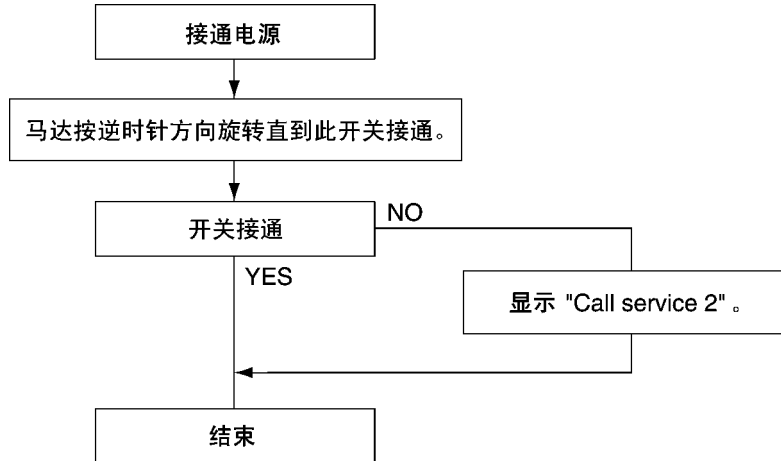 接通电源
马达按逆时针方向旋转直到此开关接通。
开关接通
NO
YES
显示 "Call service 2" 。
结束